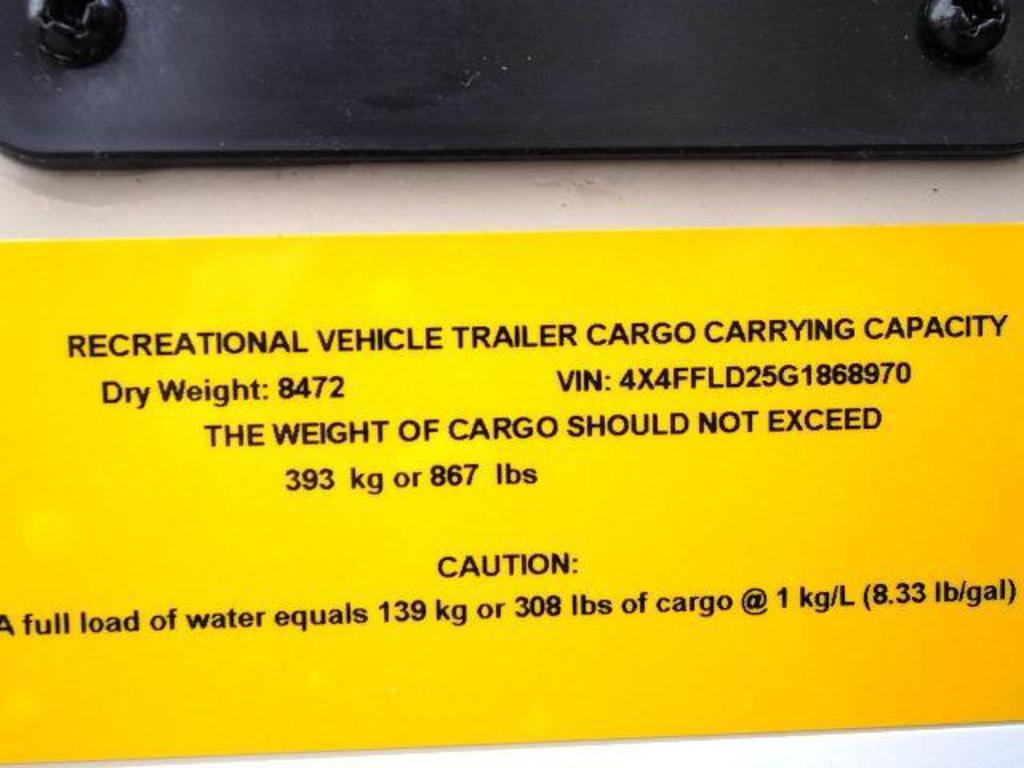 RECREATIONAL VEHICLE TRAILER CARGO CARRYING CAPACITY
Dry Weight: 8472 VIN: 4X4FFLD25G1868970
THE WEIGHT OF CARGO SHOULD NOT EXCEED
393 kg or 867 lbs
CAUTION:
A full load of water equals 139 kg or 308 lbs of cargo @ 1 kg/L (8.33 lb/gal)